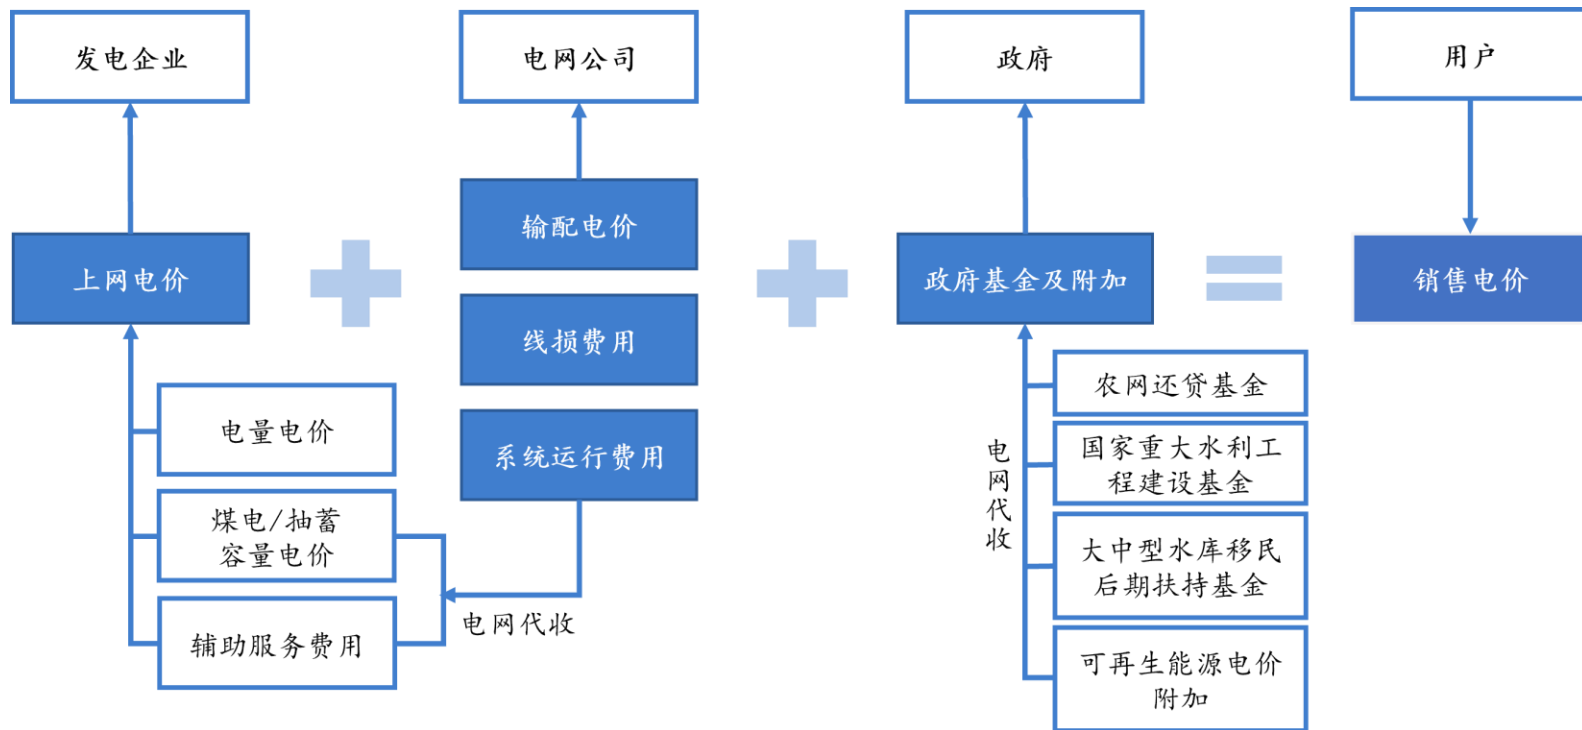 发电企业
电网公司
政府
用户
输配电价
上网电价
政府基金及附加
销售电价
线损费用
系统运行费用
电量电价
煤电/抽蓄
容量电价
辅助服务费用
电网代收
电网代收
农网还贷基金
国家重大水利工
程建设基金
大中型水库移民
后期扶持基金
可再生能源电价
附加